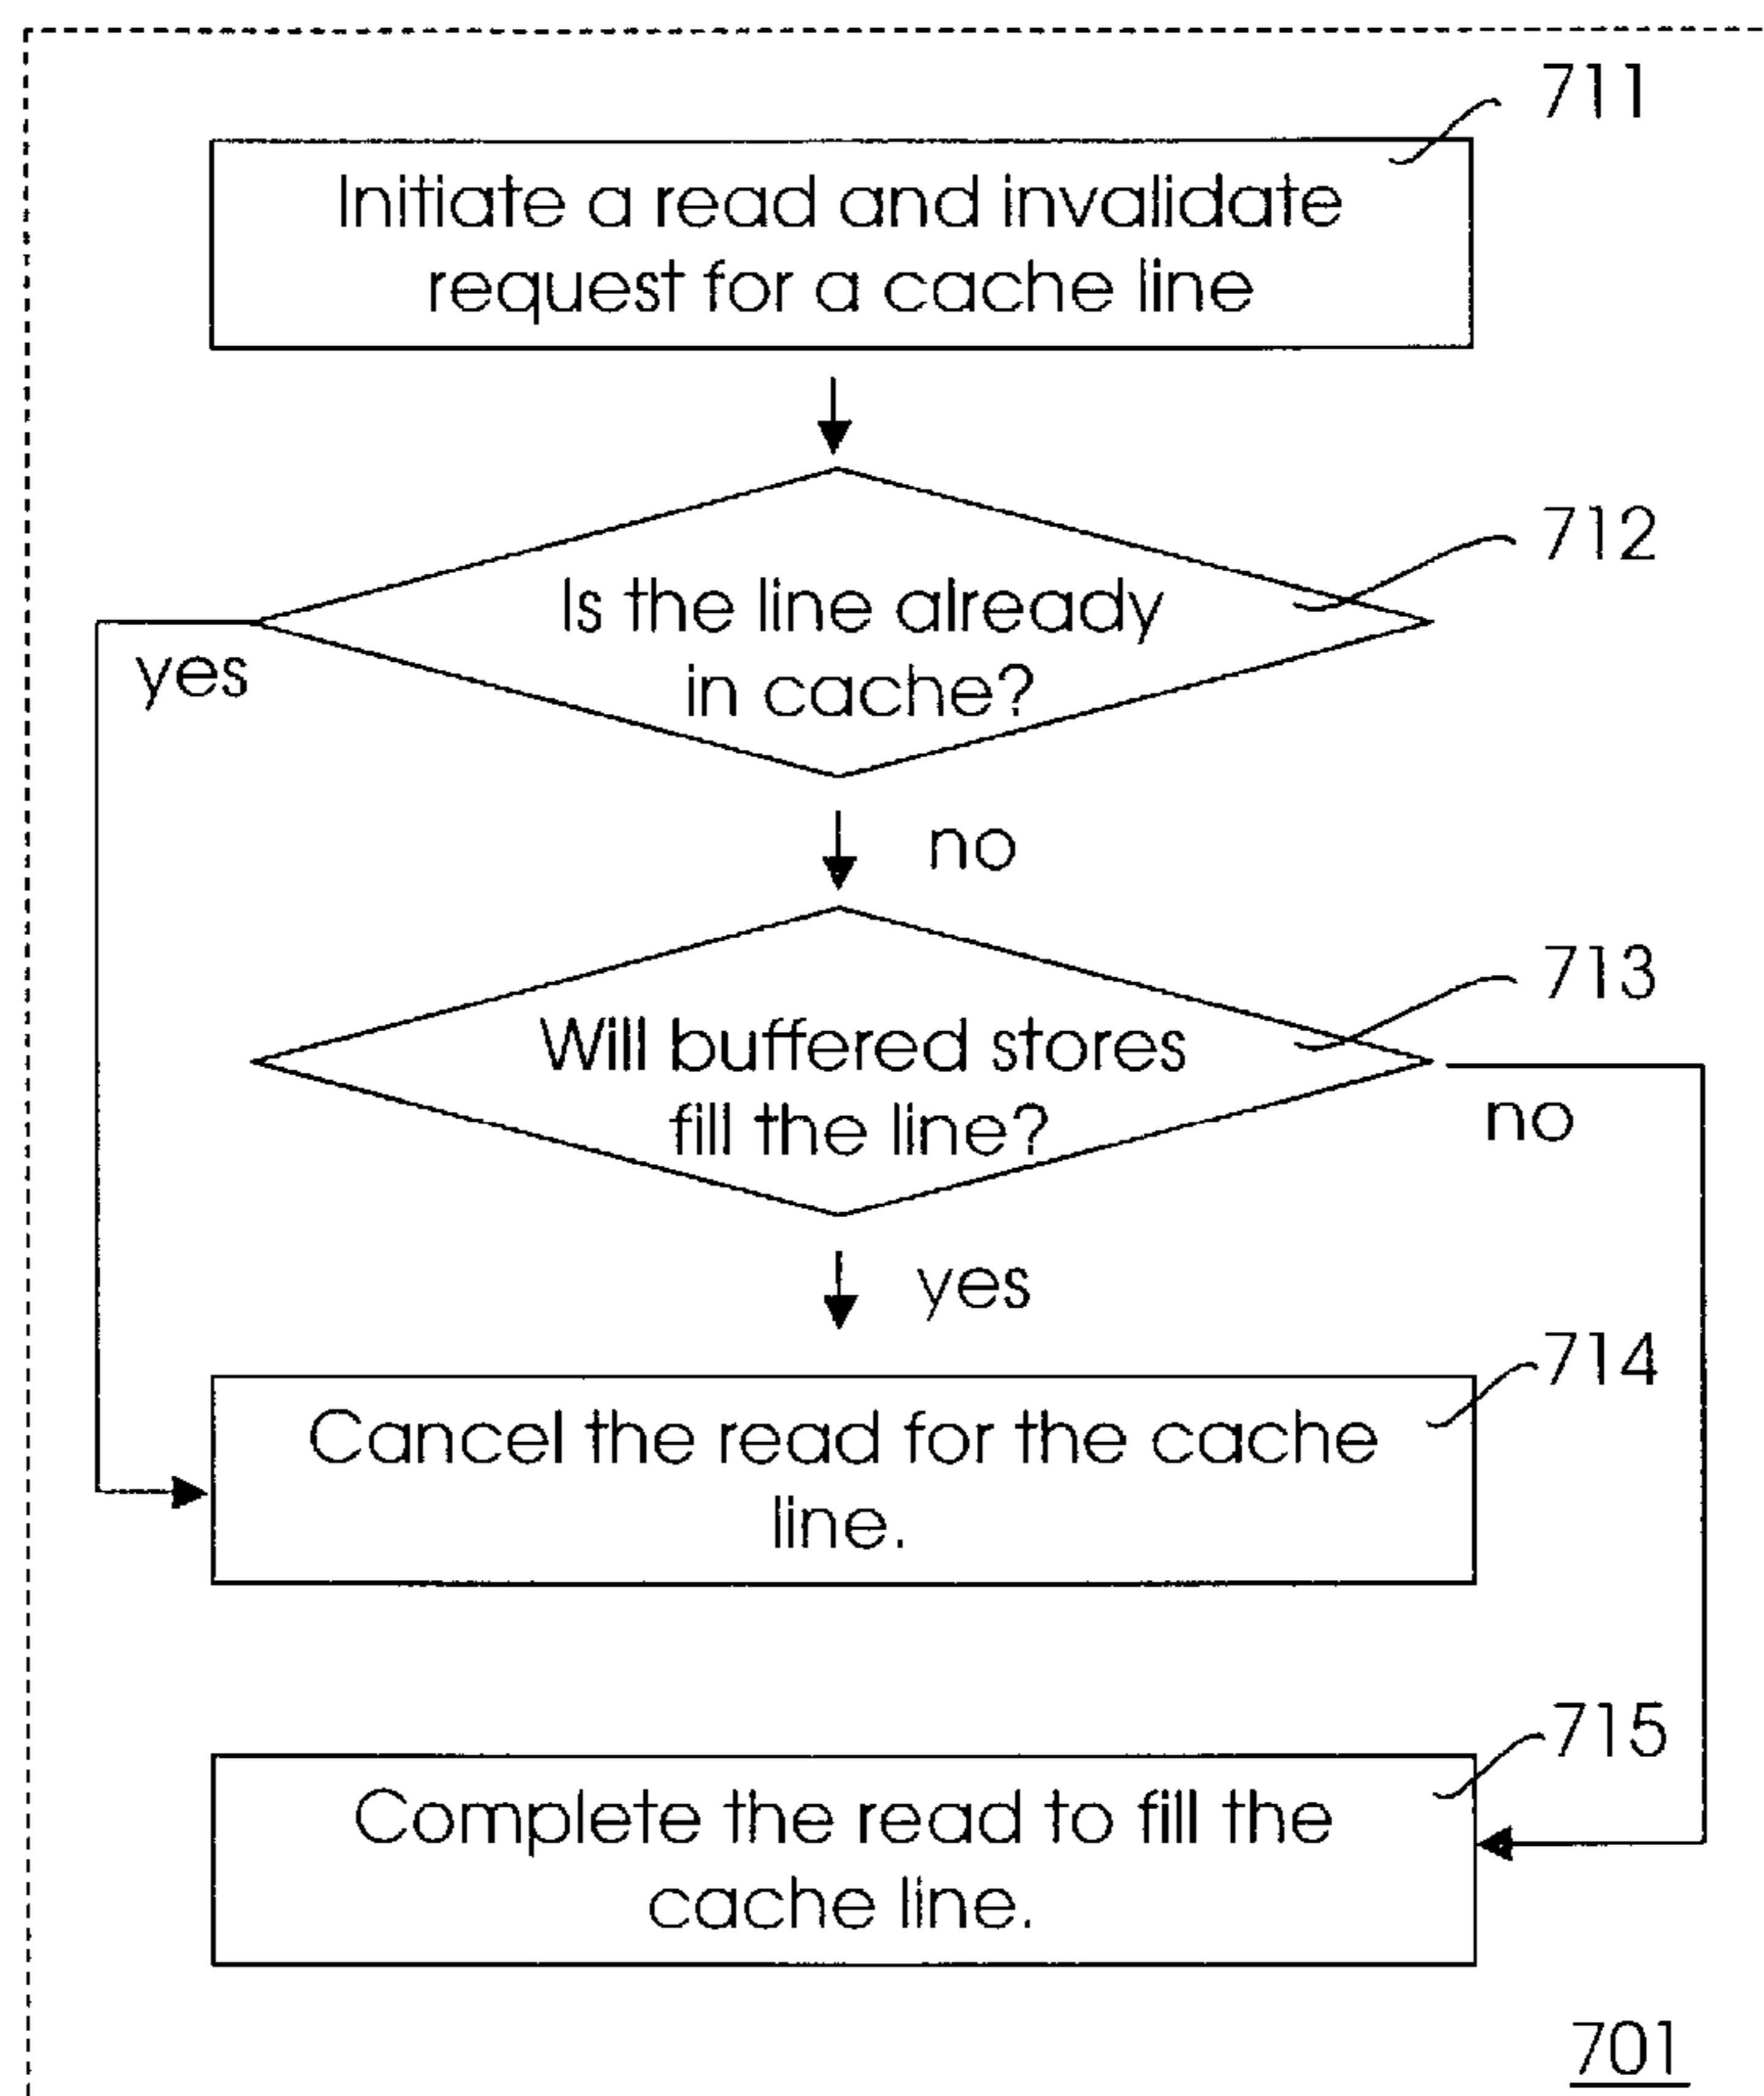 711
Initiate a read and invalidate
request for a cache line
712
Is the line already
in cache?
yes
no
713
Will buffered stores
fill the line?
no
yes
714
Cancel the read for the cache
line.
715
Complete the read to fill the
cache line.
701